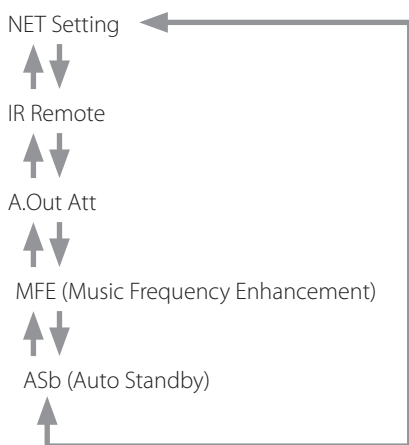 NET Setting
IR Remote
A.Out Att
MFE (Music Frequency Enhancement)
ASb (Auto Standby)